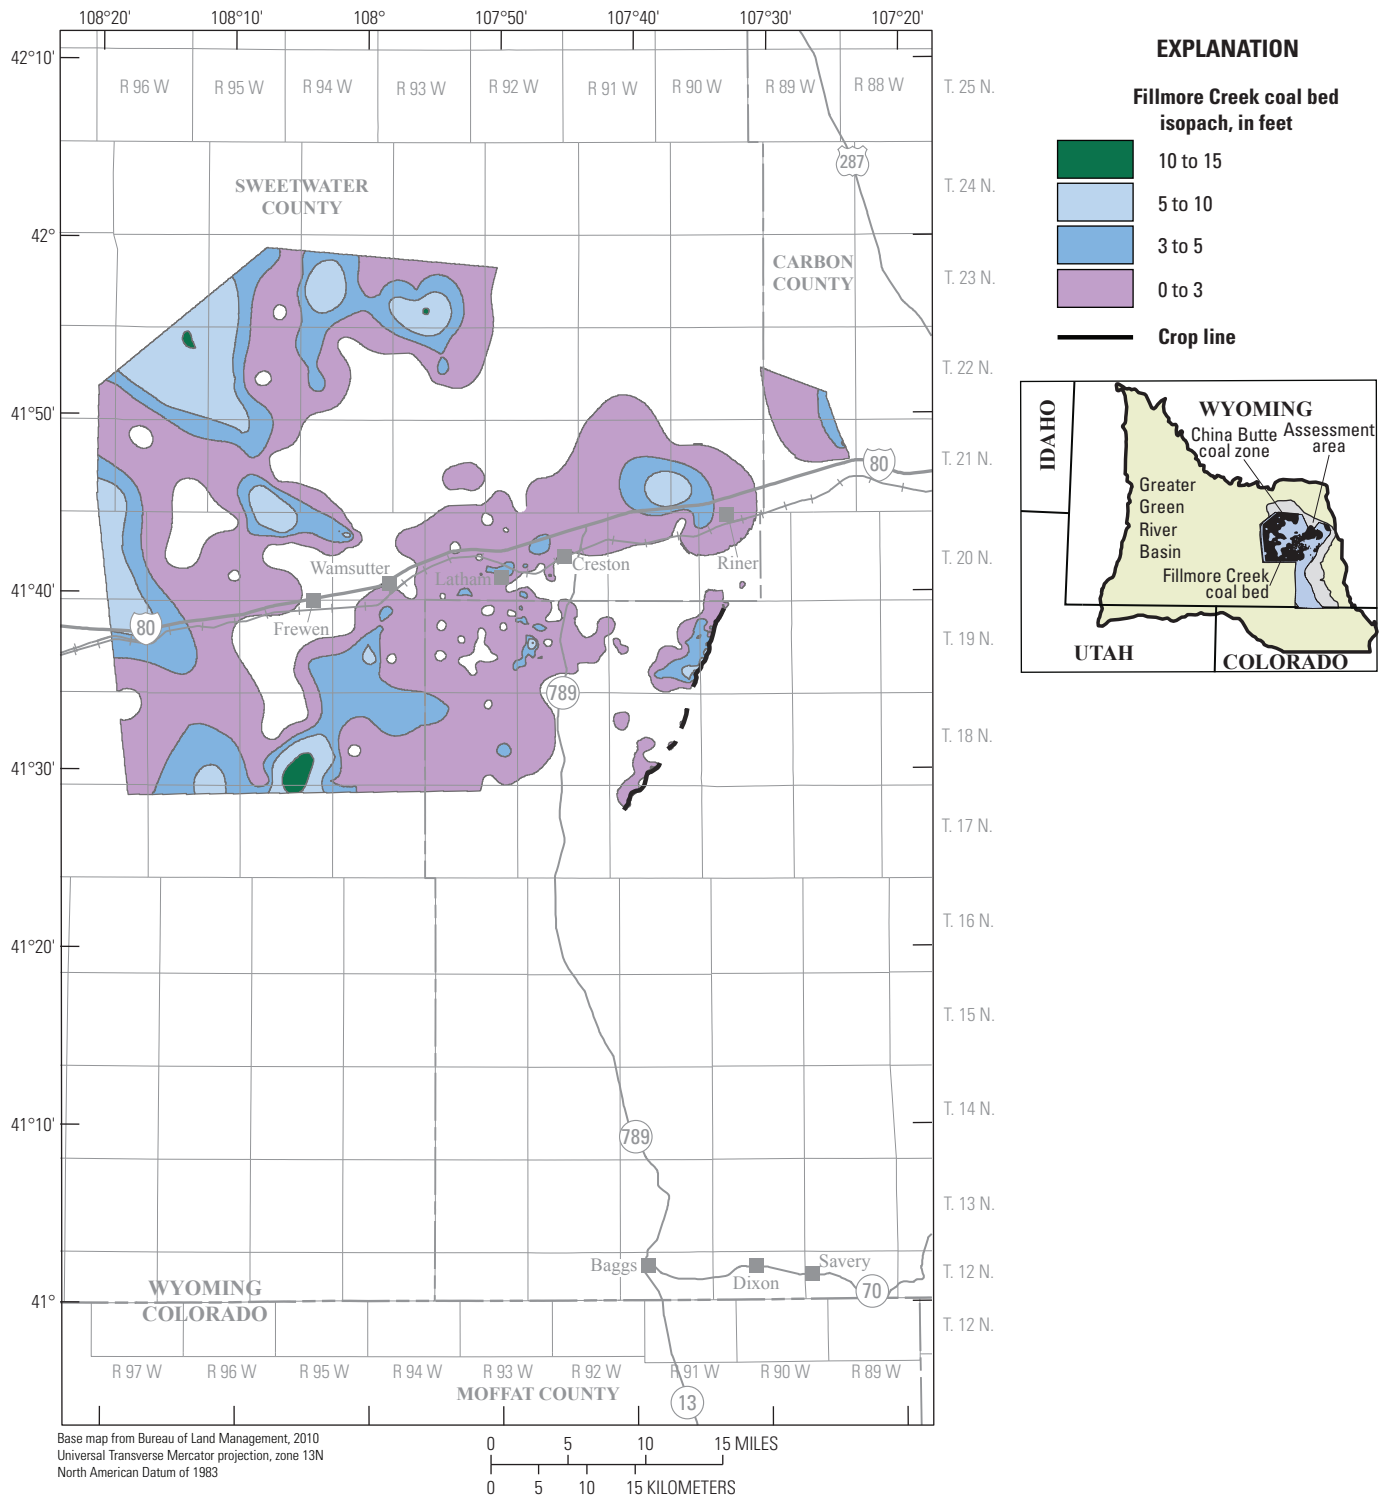 108°20'
108°10'
108°
107°50'
107°40'
107°30'
107°20'
42°10'
R 96 W
R 95 W
R 94 W
R 93 W
R 92 W
R 91 W
R 90 W
R 89 W
R 88 W
T. 25 N.
287
SWEETWATER
COUNTY
T. 24 N.
42°
CARBON
COUNTY
T. 23 N.
T. 22 N.
41°50'
80
T. 21 N.
Wamsutter
Latham
Creston
Riner
T. 20 N.
41°40'
Frewen
80
T. 19 N.
789
T. 18 N.
41°30'
T. 17 N.
T. 16 N.
41°20'
T. 15 N.
T. 14 N.
41°10'
789
T. 13 N.
Baggs
Dixon
Savery
70
T. 12 N.
WYOMING
41°
COLORADO
T. 12 N.
R 97 W
R 96 W
R 95 W
R 94 W
R 93 W
R 92 W
R 91 W
R 90 W
R 89 W
MOFFAT COUNTY
13
Base map from Bureau of Land Management, 2010
Universal Transverse Mercator projection, zone 13N
North American Datum of 1983
0 5 10 15 MILES
0 5 10 15 KILOMETERS
EXPLANATION
Fillmore Creek coal bed
isopach, in feet
10 to 15
5 to 10
3 to 5
0 to 3
Crop line
IDAHO
WYOMING
China Butte
coal zone
Assessment
area
Greater
Green
River
Basin
Fillmore Creek
coal bed
UTAH
COLORADO